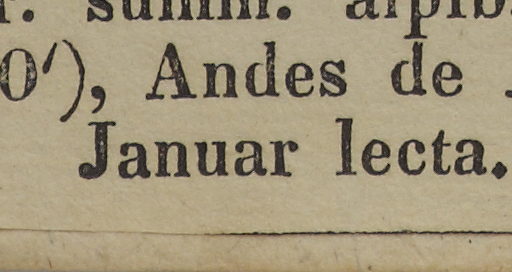 r. summ. alpib.
0'), Andes de
Januar lecta.